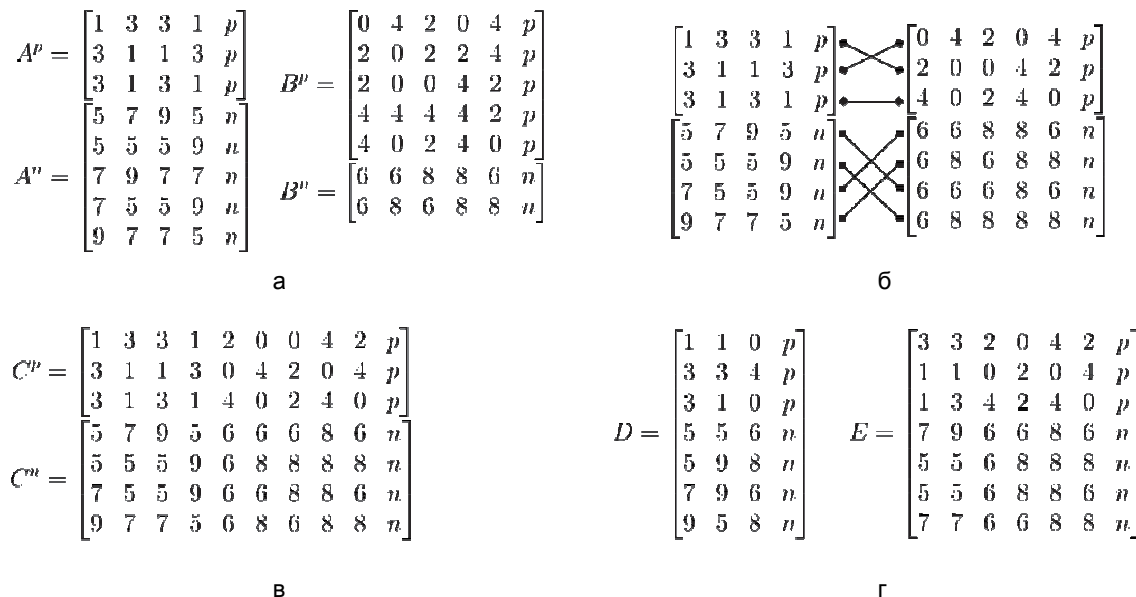 A^p =
1 3 3 1 p
3 1 1 3 p
3 1 3 1 p
A^n =
5 7 9 5 n
5 5 5 9 n
7 9 7 7 n
7 5 5 9 n
9 7 7 5 n
B^p =
0 4 2 0 4 p
2 0 2 2 4 p
2 0 0 4 2 p
4 4 4 4 2 p
4 0 2 4 0 p
B^n =
6 6 8 8 6 n
6 8 6 8 8 n
а
1 3 3 1 p
3 1 1 3 p
3 1 3 1 p
5 7 9 5 n
5 5 5 9 n
7 5 5 9 n
9 7 7 5 n
0 4 2 0 4 p
2 0 0 4 2 p
4 0 2 4 0 p
6 6 8 8 6 n
6 8 6 8 8 n
6 6 6 8 6 n
6 8 8 8 8 n
б
C^p =
1 3 3 1 2 0 0 4 2 p
3 1 1 3 0 4 2 0 4 p
3 1 3 1 4 0 2 4 0 p
C^n =
5 7 9 5 6 6 6 8 6 n
5 5 5 9 6 8 8 8 8 n
7 5 5 9 6 6 8 8 6 n
9 7 7 5 6 8 6 8 8 n
в
D =
1 1 0 p
3 3 4 p
3 1 0 p
5 5 6 n
5 9 8 n
7 9 6 n
9 5 8 n
E =
3 3 2 0 4 2 p
1 1 0 2 0 4 p
1 3 4 2 4 0 p
7 9 6 6 8 6 n
5 5 6 8 8 8 n
5 5 6 8 8 6 n
7 7 6 6 8 8 n
г